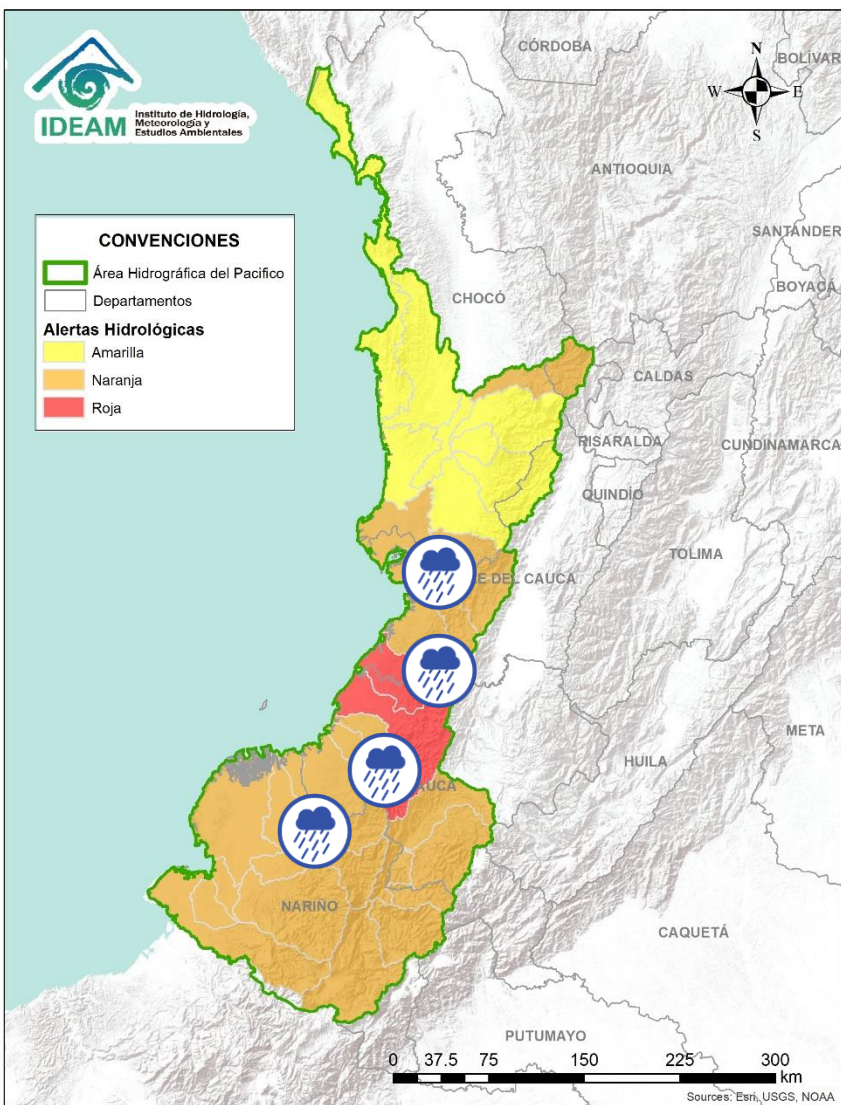 IDEAM
Instituto de Hidrología,
Meteorología y
Estudios Ambientales
N
W
E
S
CÓRDOBA
BOLÍVAR
ANTIOQUIA
SANTANDER
BOYACÁ
CHOCÓ
CALDAS
RISARALDA
CUNDINAMARCA
QUINDÍO
TOLIMA
E DEL CAUCA
META
HUILA
AUCA
NARIÑO
CAQUETÁ
PUTUMAYO
CONVENCIONES
Área Hidrográfica del Pacifico
Departamentos
Alertas Hidrológicas
Amarilla
Naranja
Roja
0 37.5 75 150 225 300
km
Sources: Esri, USGS, NOAA